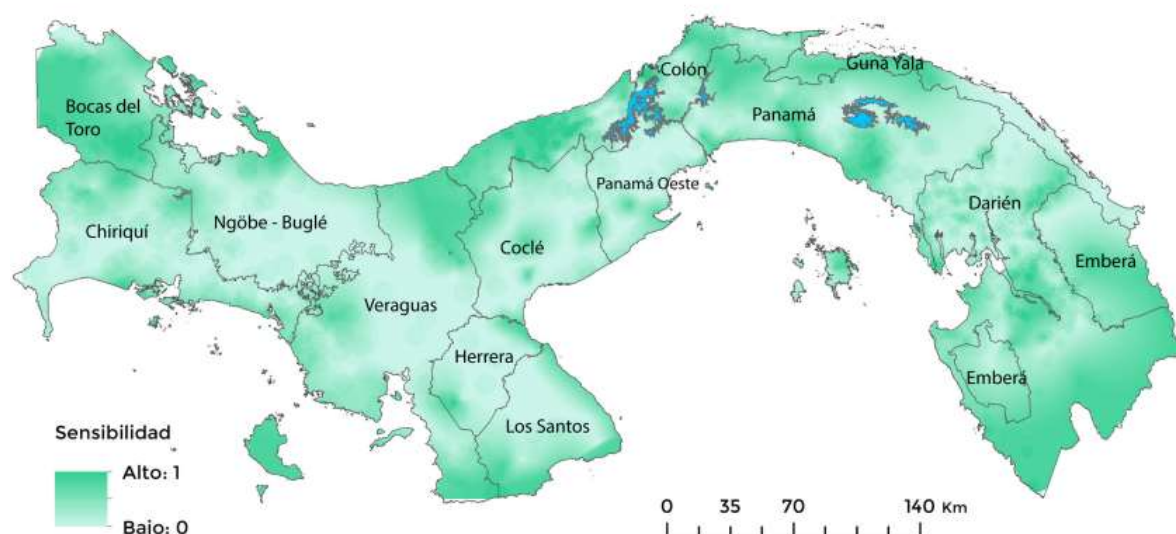 Colón
Guna Yala
Bocas del
Toro
Panamá
Panamá Oeste
Darién
Chiriquí
Ngöbe - Buglé
Coclé
Emberá
Veraguas
Herrera
Emberá
Los Santos
Sensibilidad
Alto: 1
Bajo: 0
0 35 70 140 Km